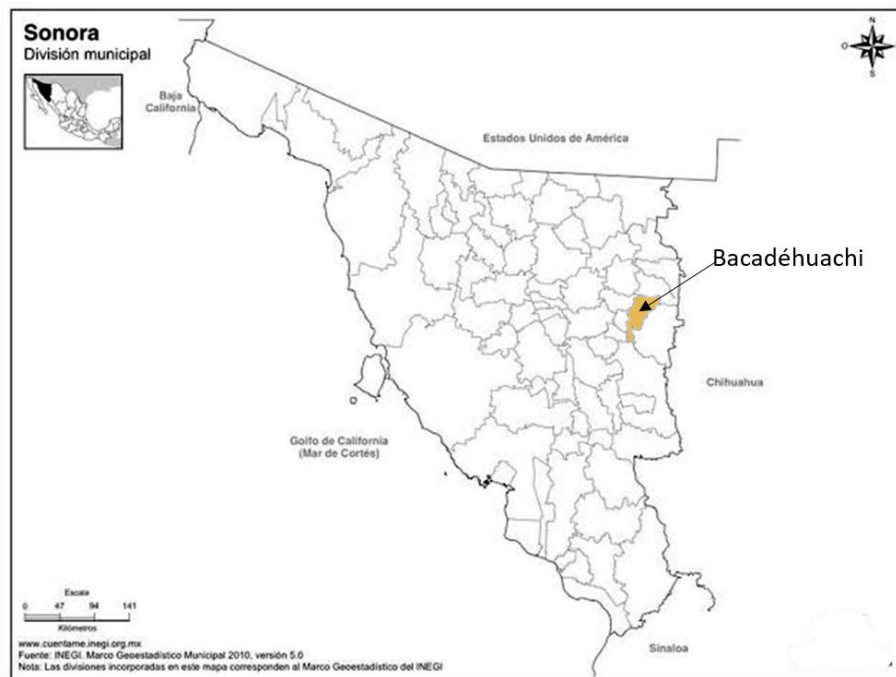 Sonora
División municipal
N
O
E
S
Baja
California
Estados Unidos de América
Bacadéhuachi
Chihuahua
Golfo de California
(Mar de Cortés)
Escala
0 47 94 141
Kilómetros
www.cuentame.inegi.org.mx
Fuente: INEGI. Marco Geoestadístico Municipal 2010, versión 5.0
Nota: Las divisiones incorporadas en este mapa corresponden al Marco Geoestadístico del INEGI
Sinaloa